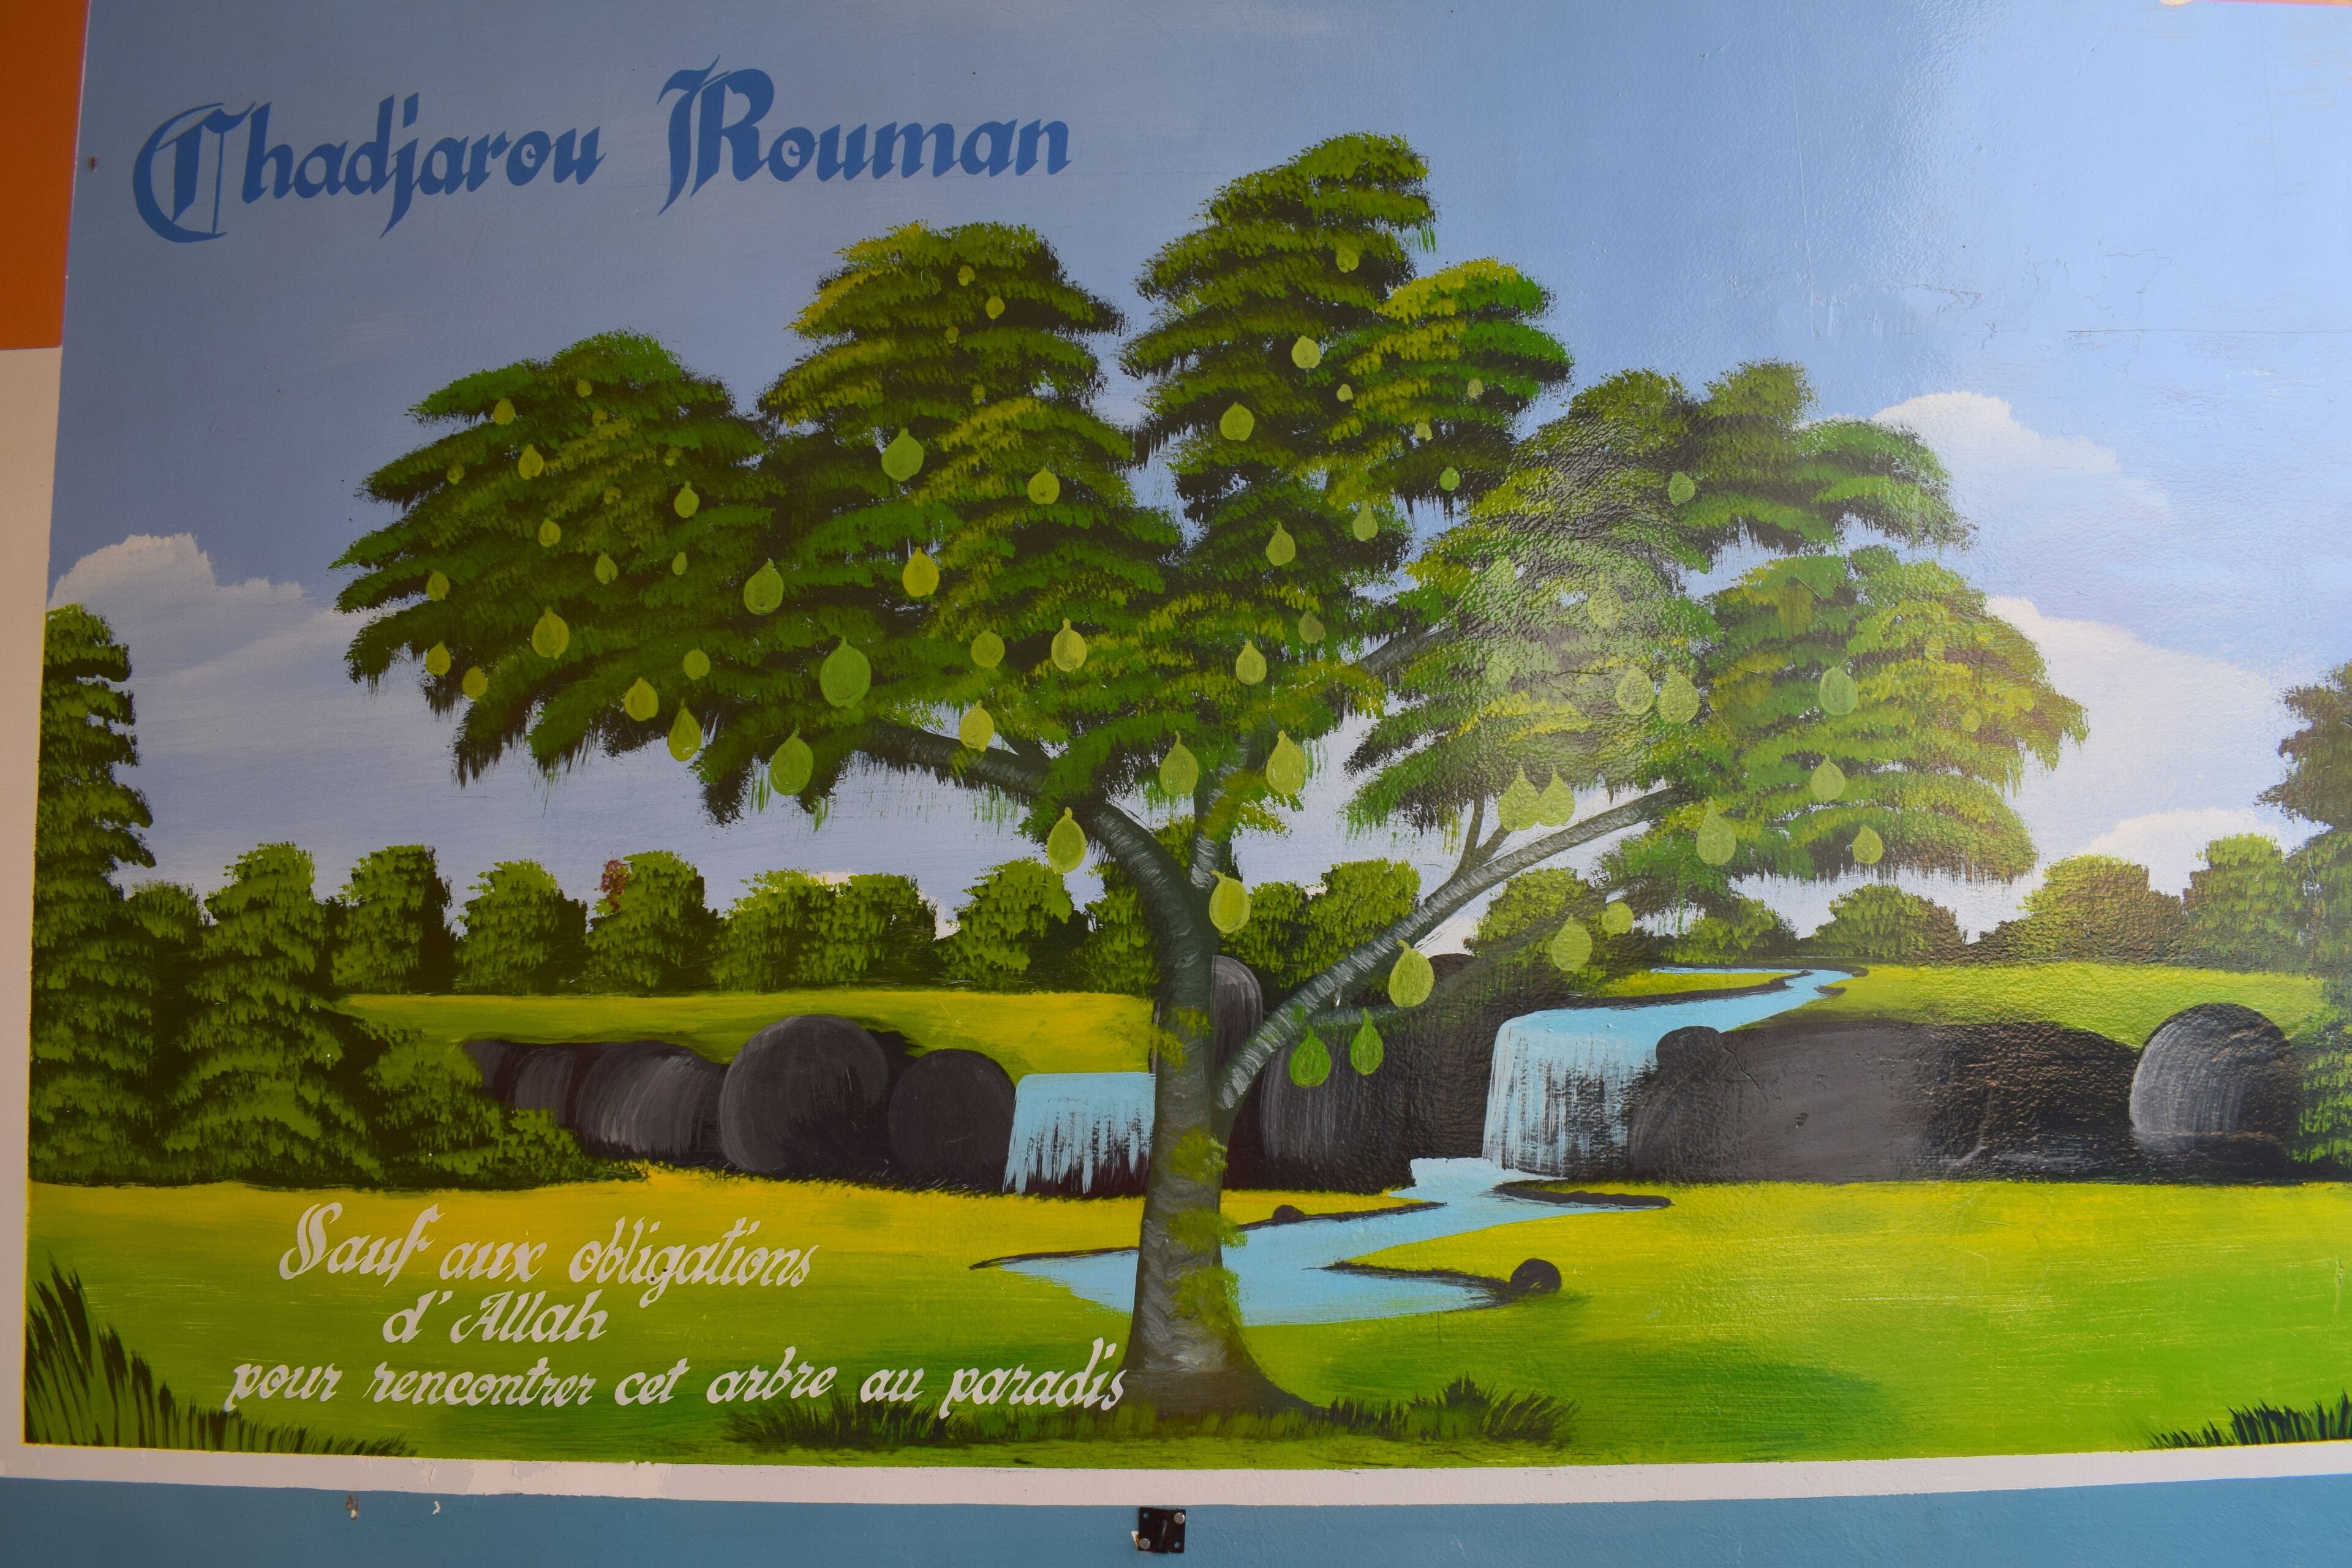 Chadjarou Rouman
Sauf aux obligations
d'Allah
pour rencontrer cet arbre au paradis